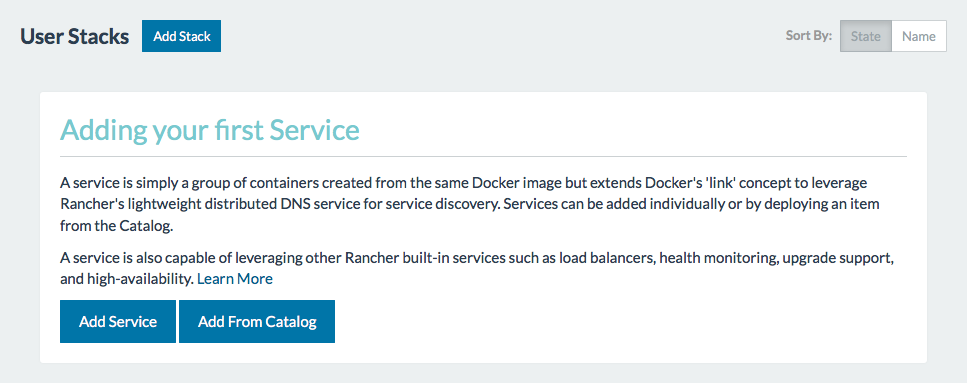 User Stacks Add Stack Sort By: State Name
Adding your first Service
A service is simply a group of containers created from the same Docker image but extends Docker's 'link' concept to leverage
Rancher's lightweight distributed DNS service for service discovery. Services can be added individually or by deploying an item
from the Catalog.
A service is also capable of leveraging other Rancher built-in services such as load balancers, health monitoring, upgrade support,
and high-availability. Learn More
Add Service Add From Catalog